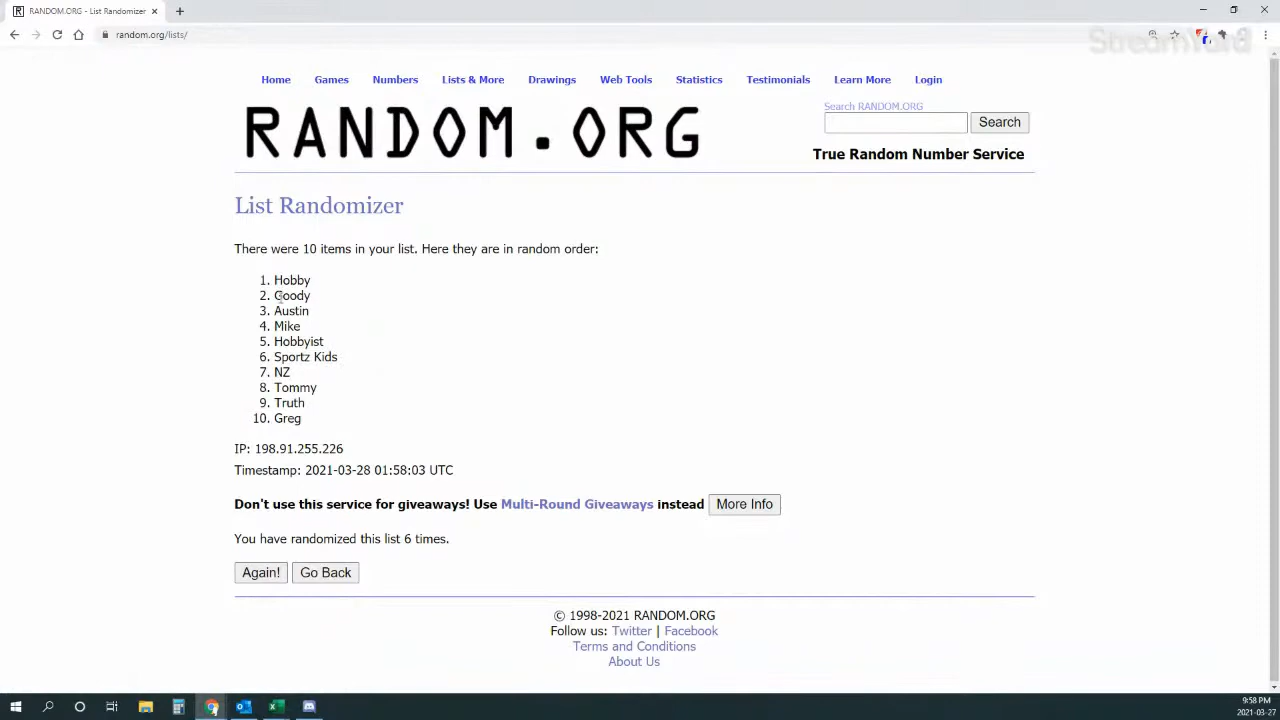 RANDOM.ORG - List Randomizer
random.org/lists/
StreamYard
Home Games Numbers Lists & More Drawings Web Tools Statistics Testimonials Learn More Login
RANDOM.ORG
Search RANDOM.ORG
Search
True Random Number Service
List Randomizer
There were 10 items in your list. Here they are in random order:
1. Hobby
2. Goody
3. Austin
4. Mike
5. Hobbyist
6. Sportz Kids
7. NZ
8. Tommy
9. Truth
10. Greg
IP: 198.91.255.226
Timestamp: 2021-03-28 01:58:03 UTC
Don't use this service for giveaways! Use Multi-Round Giveaways instead More Info
You have randomized this list 6 times.
Again! Go Back
© 1998-2021 RANDOM.ORG
Follow us: Twitter | Facebook
Terms and Conditions
About Us
9:58 PM
2021-03-27